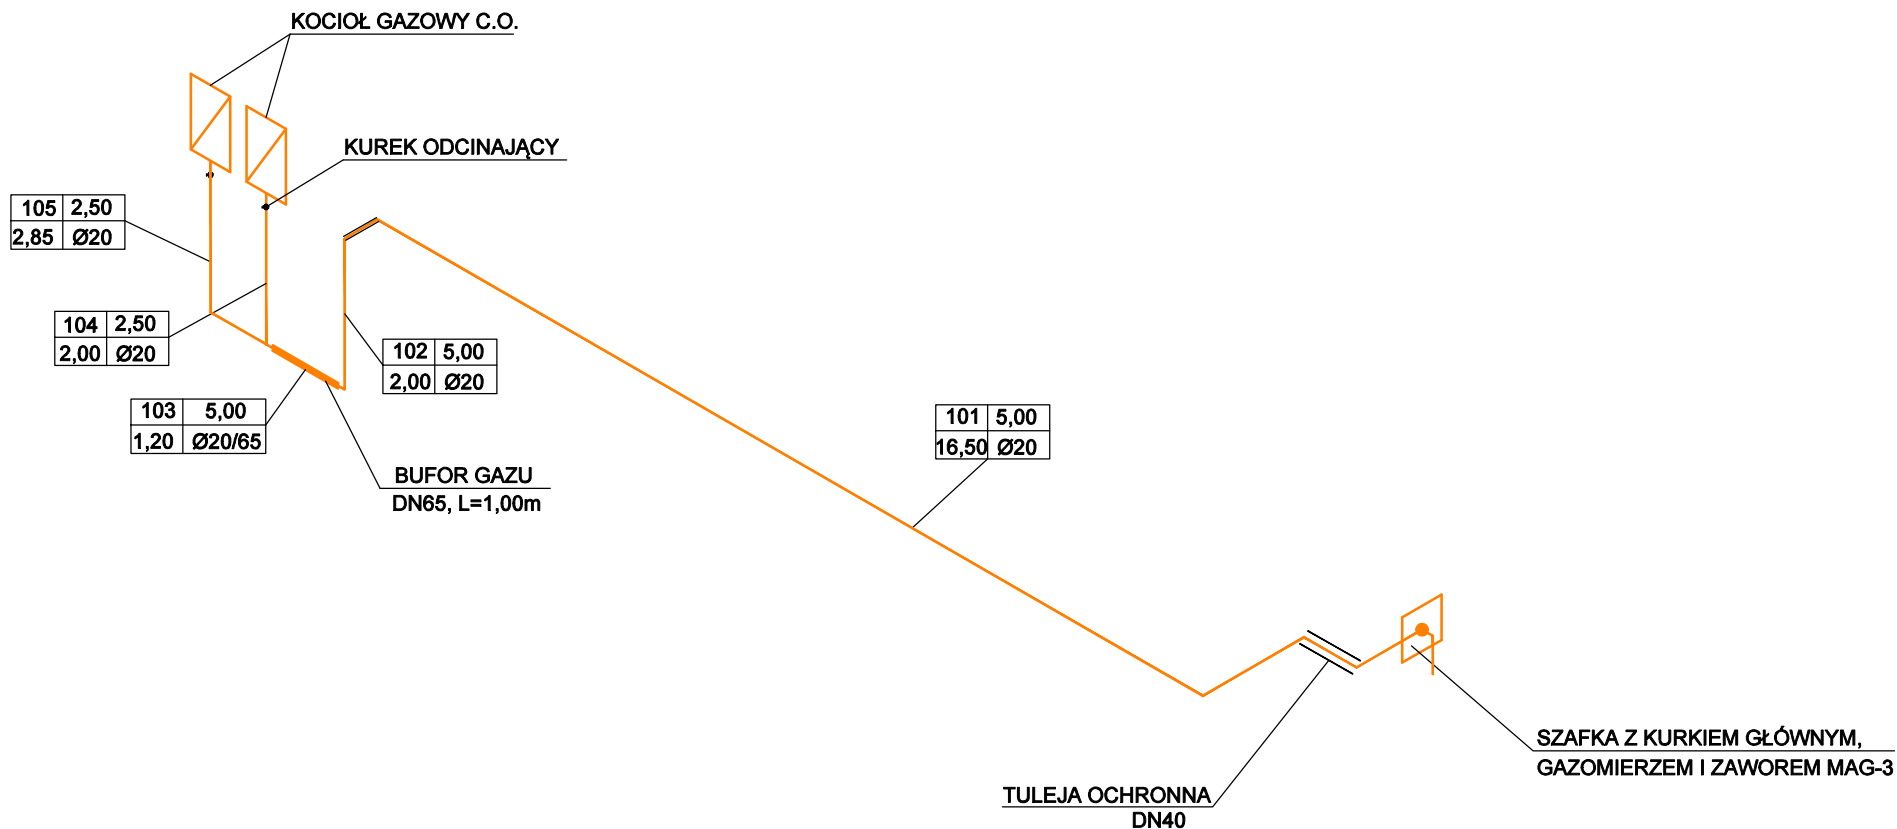 KOCIOŁ GAZOWY C.O.
KUREK ODCINAJĄCY
105 2,50
2,85 Ø20
104 2,50
2,00 Ø20
102 5,00
2,00 Ø20
103 5,00
1,20 Ø20/65
101 5,00
16,50 Ø20
BUFOR GAZU
DN65, L=1,00m
SZAFKA Z KURKIEM GŁÓWNYM,
GAZOMIERZEM I ZAWOREM MAG-3
TULEJA OCHRONNA
DN40